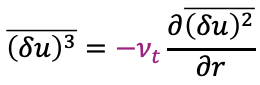 $\overline{(\delta u)^3} = -\nu_t \frac{\partial \overline{(\delta u)^2}}{\partial r}$